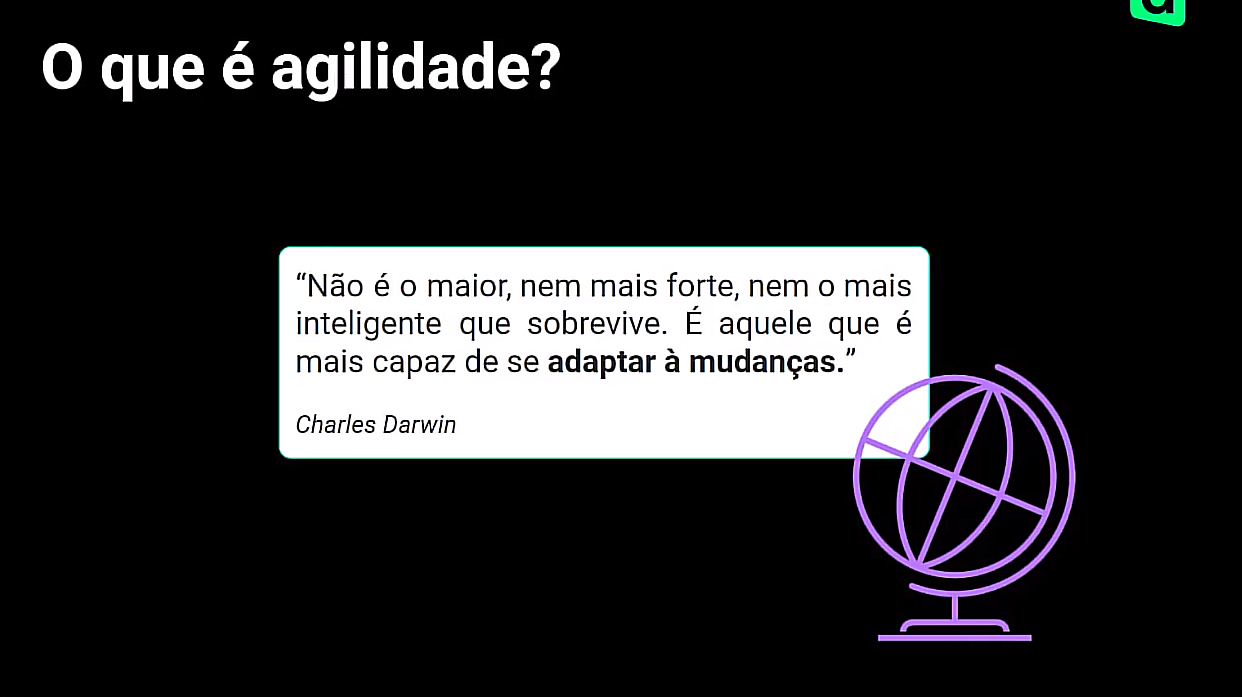 O que é agilidade?
“Não é o maior, nem mais forte, nem o mais
inteligente que sobrevive. É aquele que é
mais capaz de se adaptar à mudanças.”
Charles Darwin